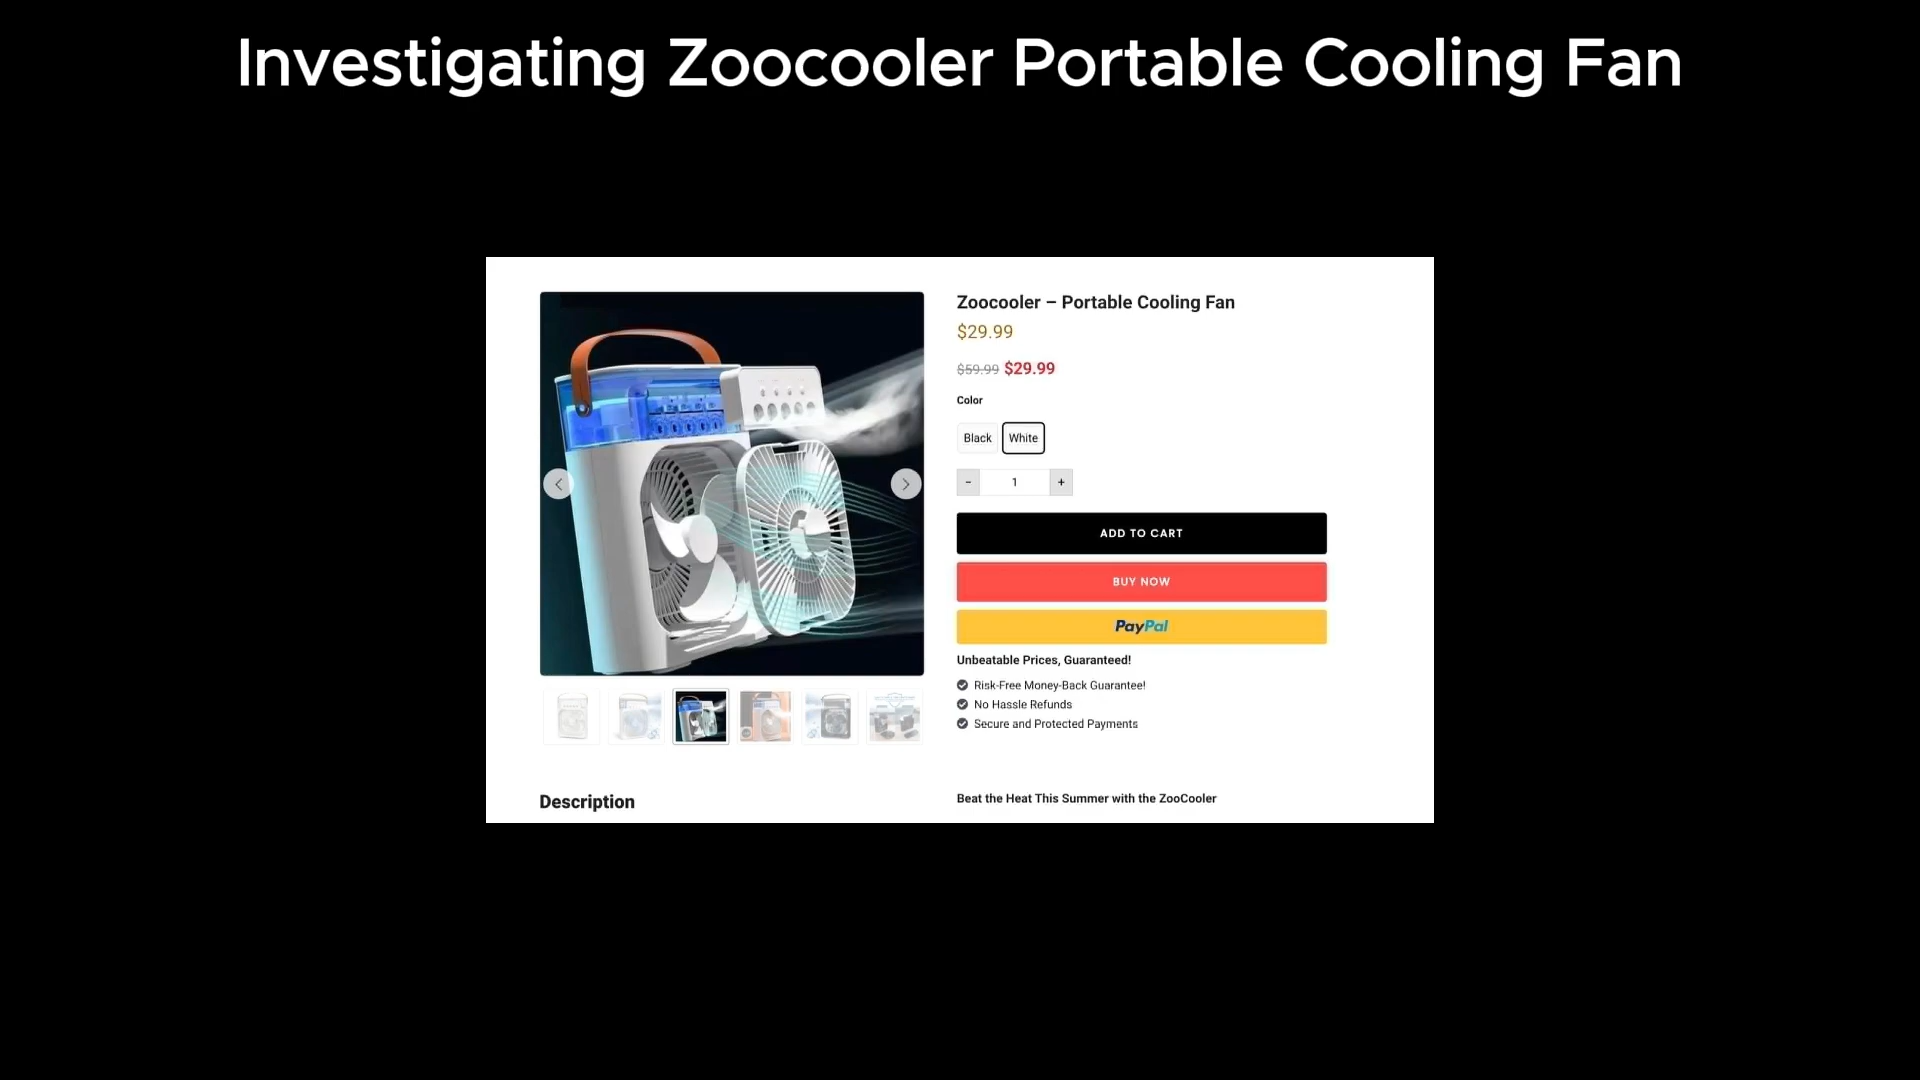 Investigating Zoocooler Portable Cooling Fan
Zoocooler – Portable Cooling Fan
$29.99
$59.99 $29.99
Color
Black White
- 1 +
ADD TO CART
BUY NOW
PayPal
Unbeatable Prices, Guaranteed!
Risk-Free Money-Back Guarantee!
No Hassle Refunds
Secure and Protected Payments
Description
Beat the Heat This Summer with the ZooCooler